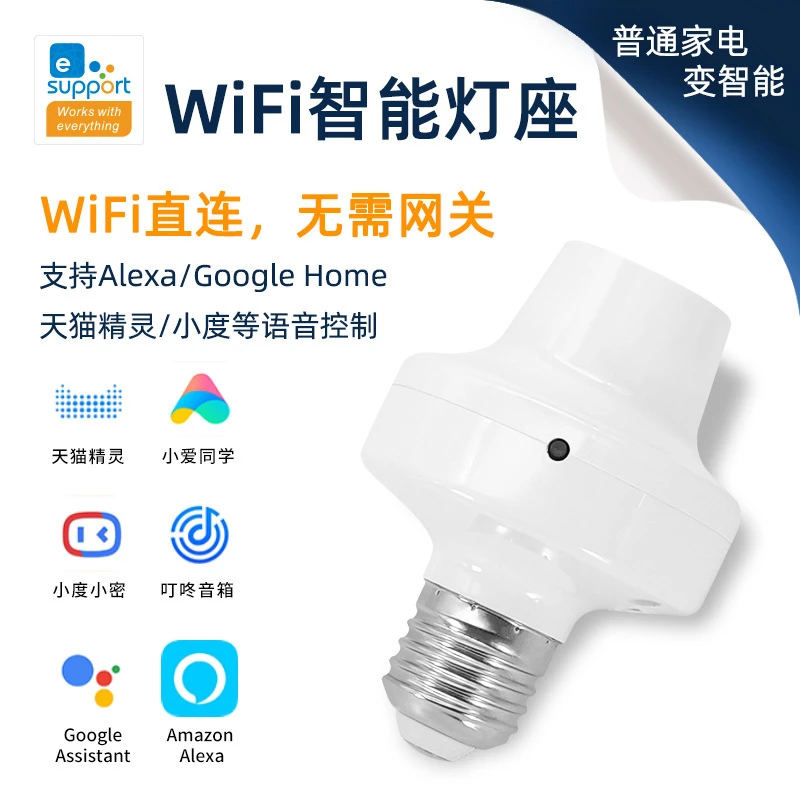 e
support
Works with
everything
普通家电
变智能
WiFi智能灯座
WiFi直连，无需网关
支持Alexa/Google Home
天猫精灵/小度等语音控制
天猫精灵
小爱同学
小度小密
叮咚音箱
Google
Assistant
Amazon
Alexa